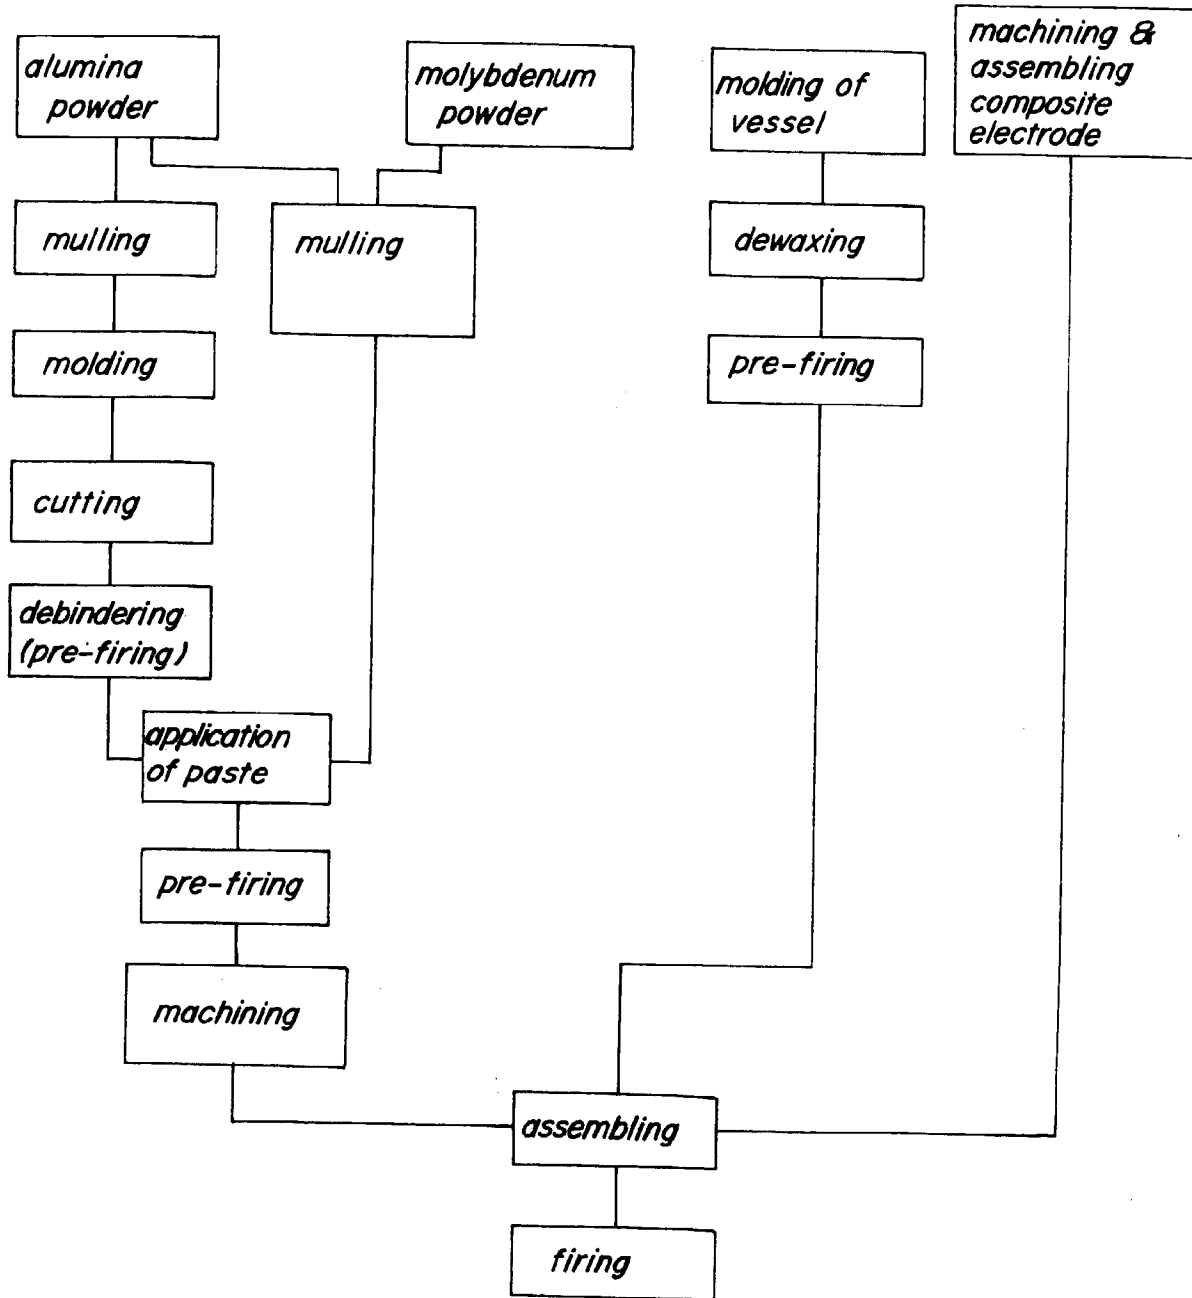 alumina
powder
molybdenum
powder
molding of
vessel
machining &
assembling
composite
electrode
mulling
mulling
dewaxing
molding
pre-firing
cutting
debindering
(pre-firing)
application
of paste
pre-firing
machining
assembling
firing